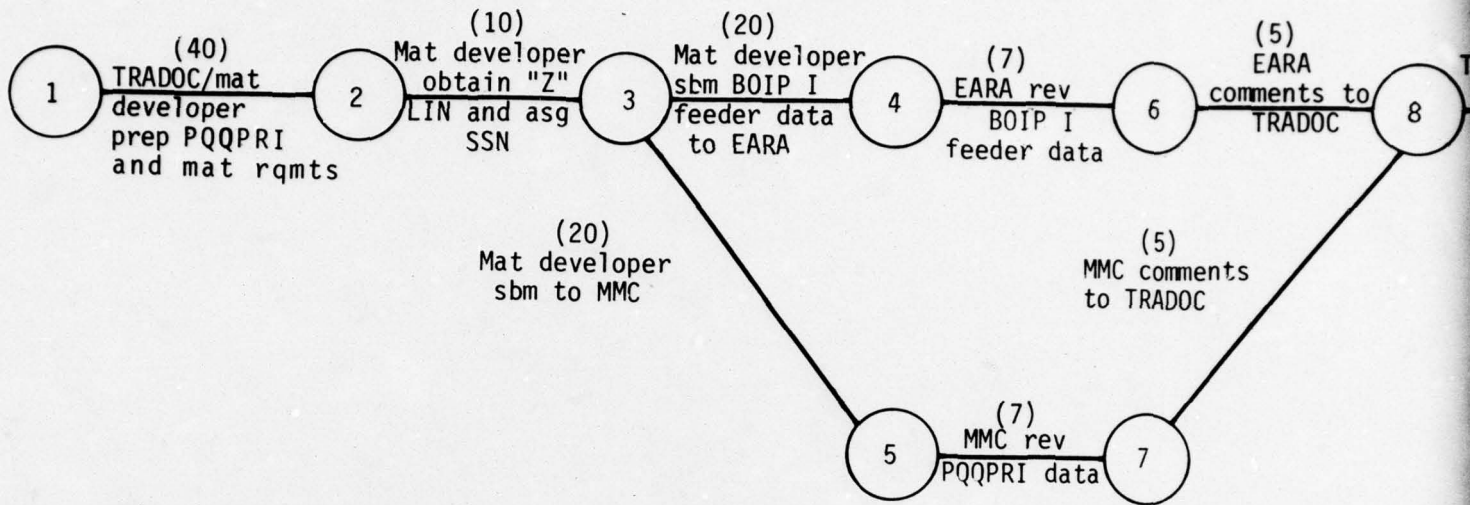 (40)
TRADOC/mat
developer
prep PQQPRI
and mat rqmts
(10)
Mat developer
obtain "Z"
LIN and asg
SSN
(20)
Mat developer
sbm BOIP I
feeder data
to EARA
(7)
EARA rev
BOIP I
feeder data
(5)
EARA
comments to
TRADOC
T
1
2
3
4
6
8
(20)
Mat developer
sbm to MMC
(5)
MMC comments
to TRADOC
5
(7)
MMC rev
PQQPRI data
7